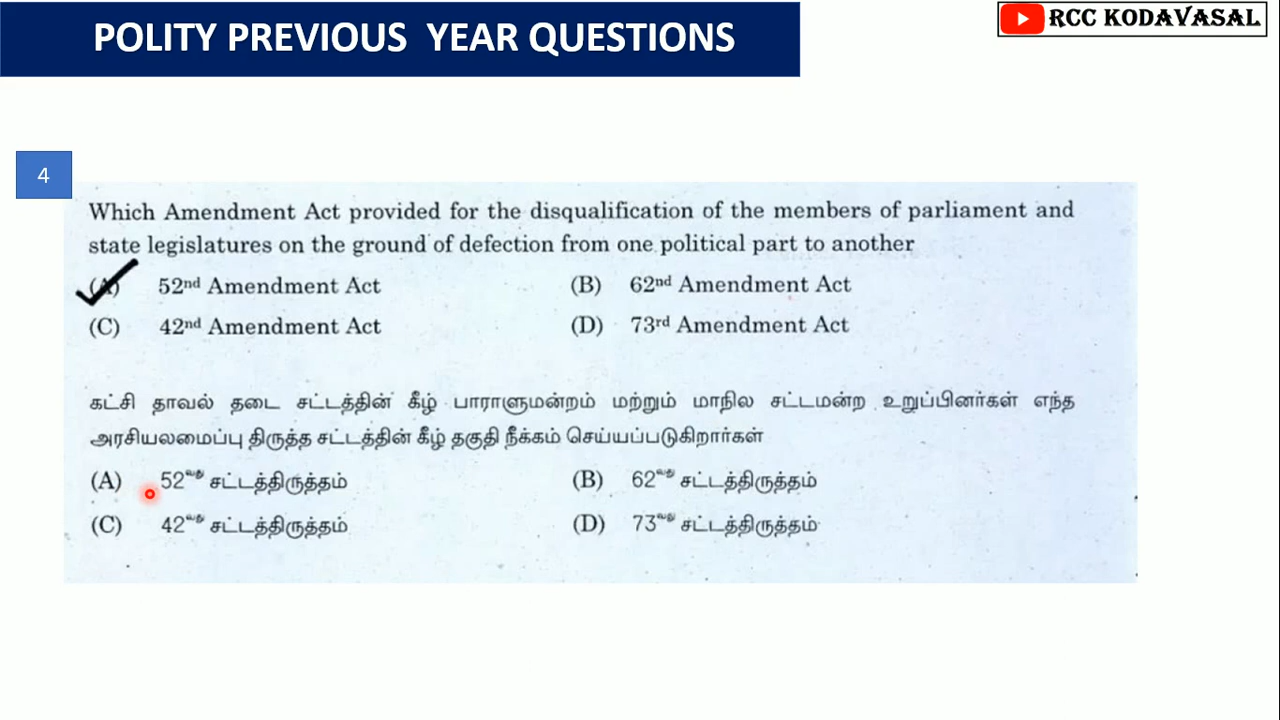 POLITY PREVIOUS YEAR QUESTIONS
RCC KODAVASAL
4
Which Amendment Act provided for the disqualification of the members of parliament and
state legislatures on the ground of defection from one political part to another
(A) 52nd Amendment Act (B) 62nd Amendment Act
(C) 42nd Amendment Act (D) 73rd Amendment Act
கட்சி தாவல் தடை சட்டத்தின் கீழ் பாராளுமன்றம் மற்றும் மாநில சட்டமன்ற உறுப்பினர்கள் எந்த
அரசியலமைப்பு திருத்த சட்டத்தின் கீழ் தகுதி நீக்கம் செய்யப்படுகிறார்கள்
(A) 52வது சட்டத்திருத்தம் (B) 62வது சட்டத்திருத்தம்
(C) 42வது சட்டத்திருத்தம் (D) 73வது சட்டத்திருத்தம்